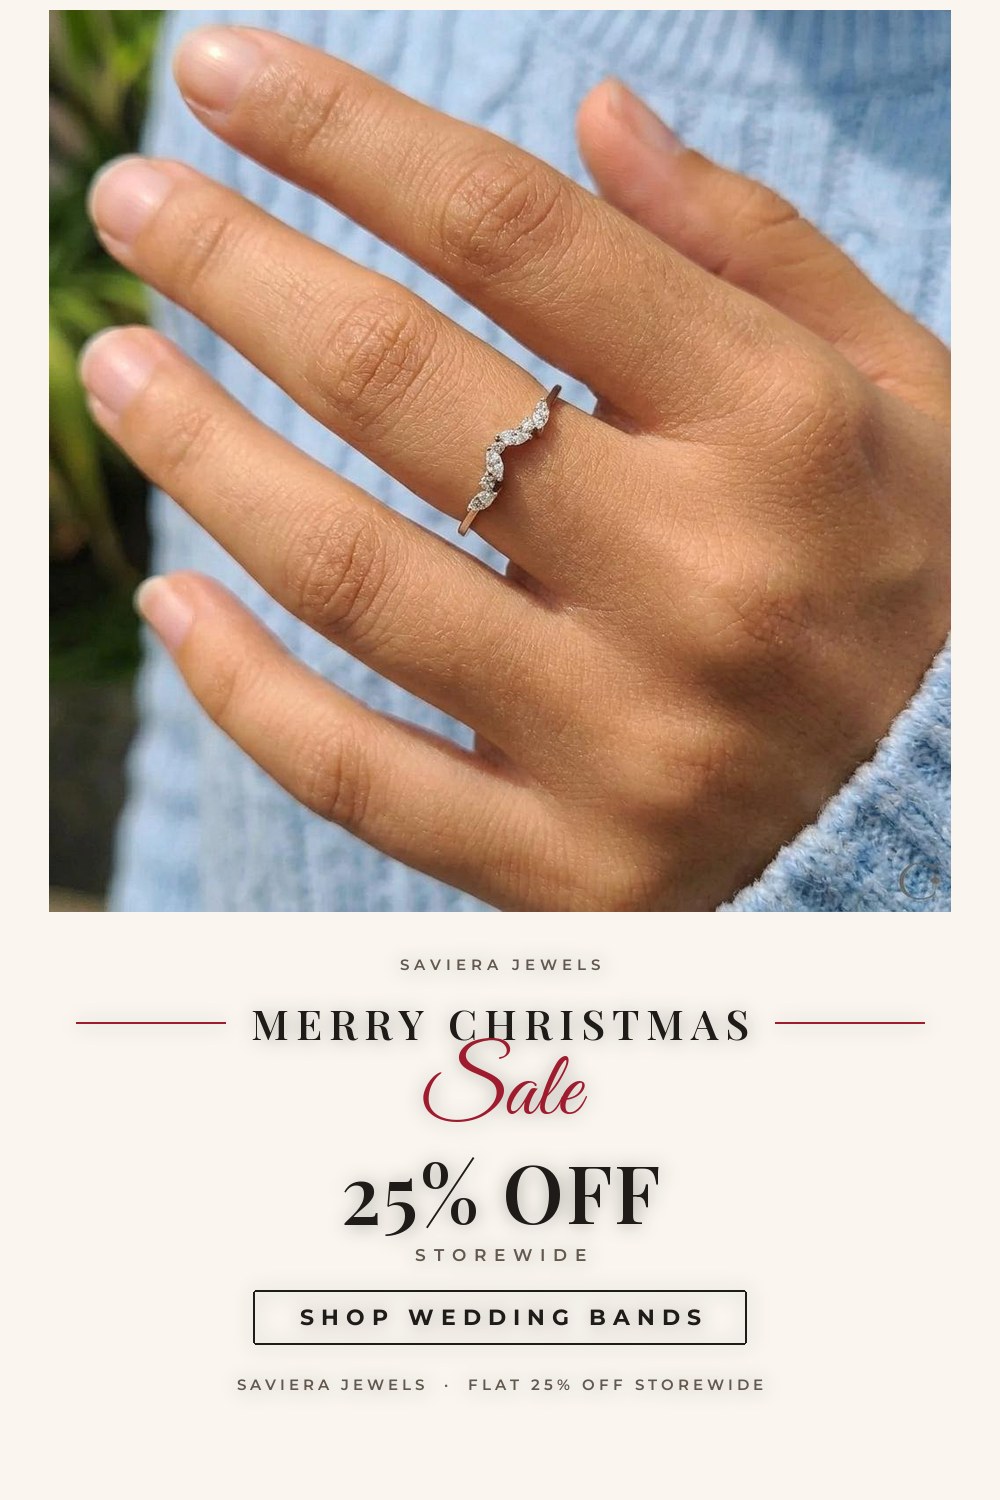 SAVIERA JEWELS
MERRY CHRISTMAS
Sale
25% OFF
STOREWIDE
SHOP WEDDING BANDS
SAVIERA JEWELS · FLAT 25% OFF STOREWIDE